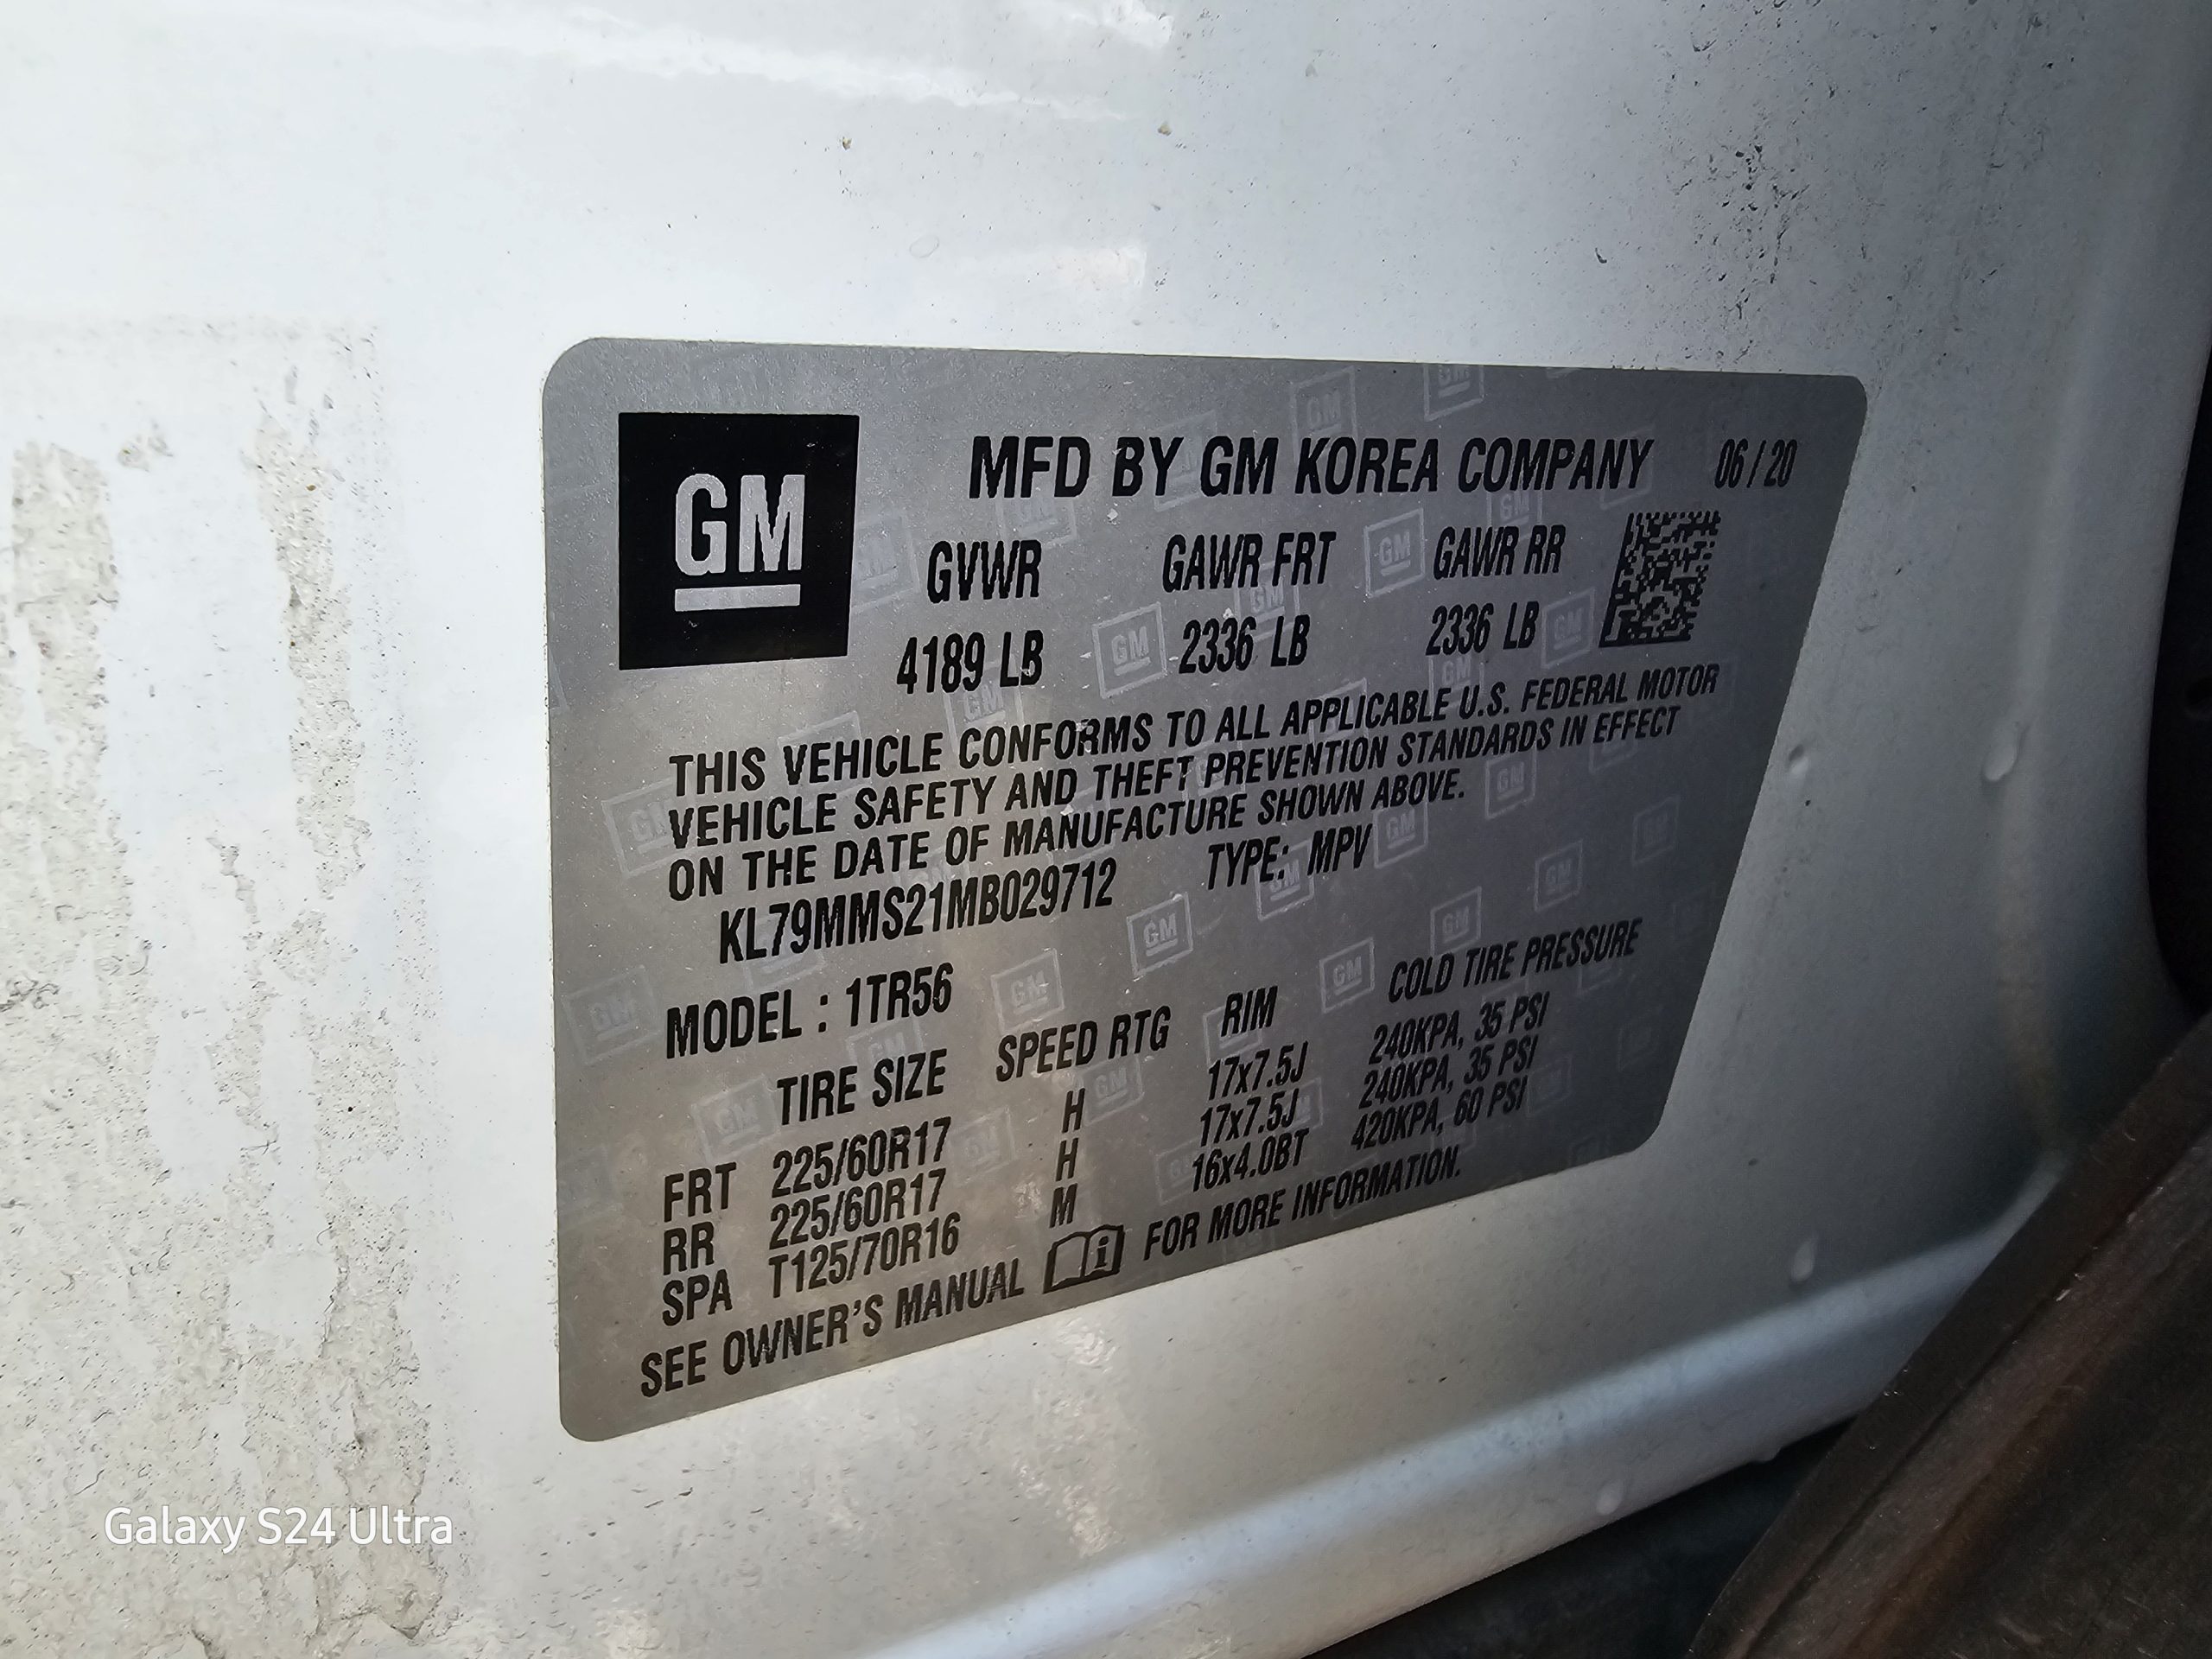 GM
MFD BY GM KOREA COMPANY 06/20
GVWR GAWR FRT GAWR RR
4189 LB 2336 LB 2336 LB
THIS VEHICLE CONFORMS TO ALL APPLICABLE U.S. FEDERAL MOTOR
VEHICLE SAFETY AND THEFT PREVENTION STANDARDS IN EFFECT
ON THE DATE OF MANUFACTURE SHOWN ABOVE.
KL79MMS21MB029712 TYPE: MPV
MODEL : 1TR56
TIRE SIZE SPEED RTG RIM COLD TIRE PRESSURE
FRT 225/60R17 H 17x7.5J 240KPA, 35 PSI
RR 225/60R17 H 17x7.5J 240KPA, 35 PSI
SPA T125/70R16 M 16x4.0BT 420KPA, 60 PSI
SEE OWNER'S MANUAL FOR MORE INFORMATION.
Galaxy S24 Ultra